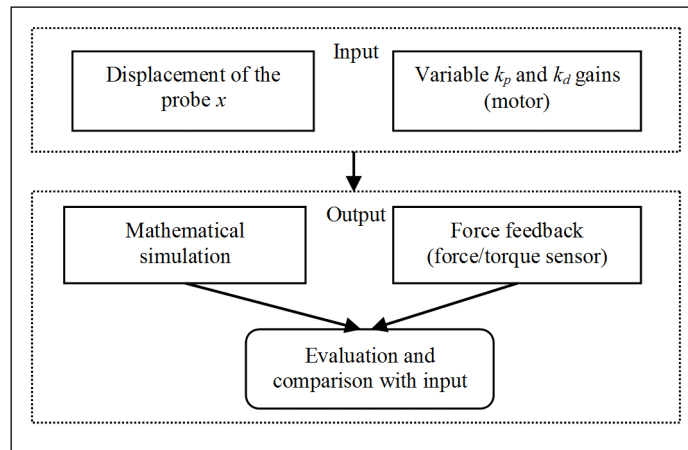 Input
Displacement of the
probe x
Variable kp and kd gains
(motor)
Output
Mathematical
simulation
Force feedback
(force/torque sensor)
Evaluation and
comparison with input